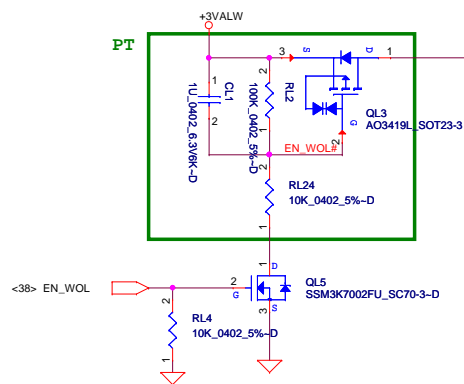 +3VALW
PT
3
S
D
1
1
CL1
1U_0402_6.3V6K~D
2
2
RL2
100K_0402_5%~D
1
QL3
AO3419L_SOT23-3
G
2
EN_WOL#
2
RL24
10K_0402_5%~D
1
1
D
<38> EN_WOL
2
G
QL5
SSM3K7002FU_SC70-3~D
S
3
2
RL4
10K_0402_5%~D
1